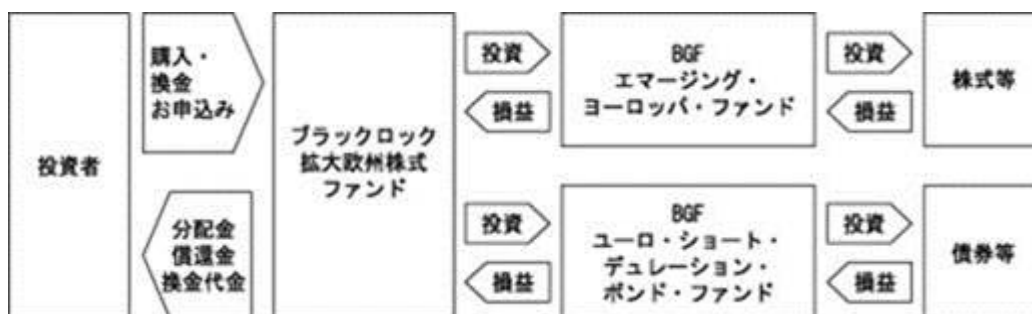 投資者
購入・
換金
お申込み
分配金
償還金
換金代金
ブラックロック
拡大欧州株式
ファンド
投資
損益
BGF
エマージング・
ヨーロッパ・ファンド
投資
損益
株式等
投資
損益
BGF
ユーロ・ショート・
デュレーション・
ボンド・ファンド
投資
損益
債券等